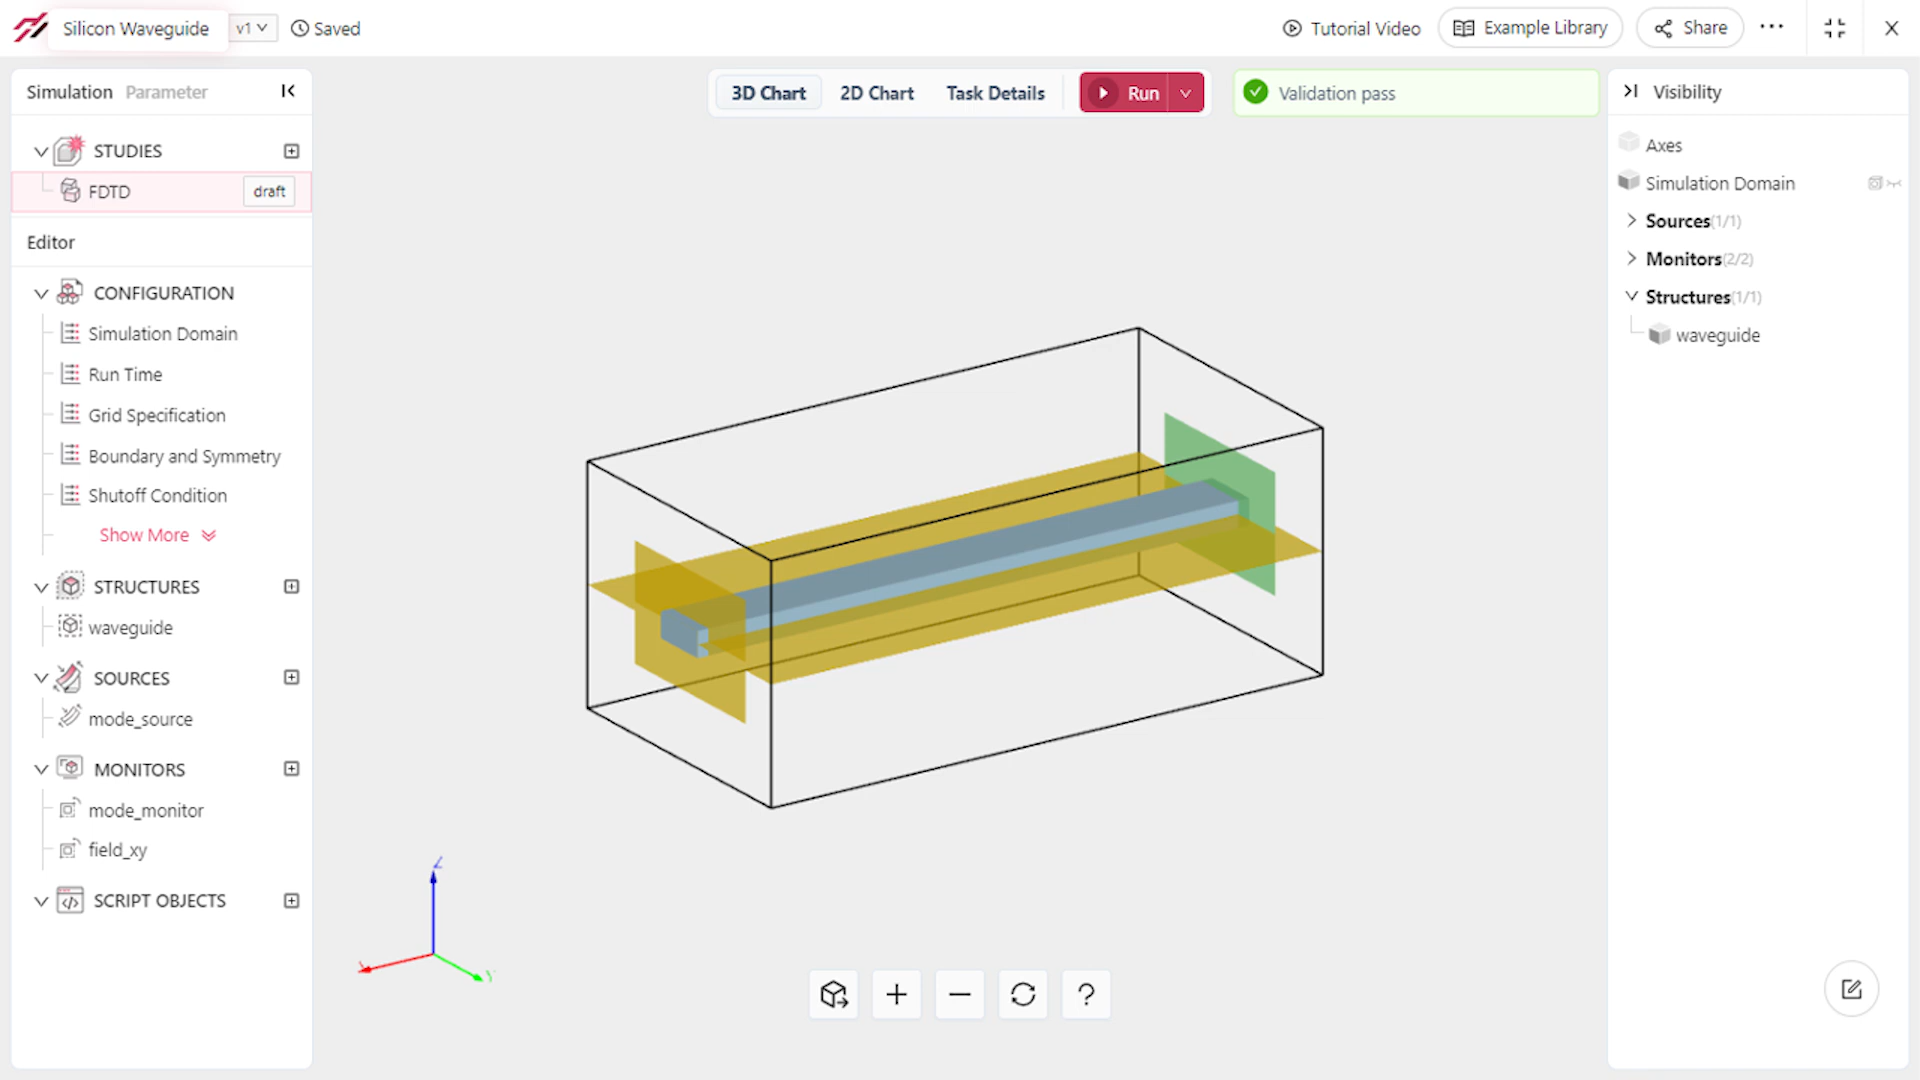 Silicon Waveguide
v1
Saved
Tutorial Video
Example Library
Share
Simulation Parameter
3D Chart
2D Chart
Task Details
Run
Validation pass
Visibility
STUDIES
FDTD
draft
Editor
CONFIGURATION
Simulation Domain
Run Time
Grid Specification
Boundary and Symmetry
Shutoff Condition
Show More
STRUCTURES
waveguide
SOURCES
mode_source
MONITORS
mode_monitor
field_xy
SCRIPT OBJECTS
Axes
Simulation Domain
Sources(1/1)
Monitors(2/2)
Structures(1/1)
waveguide